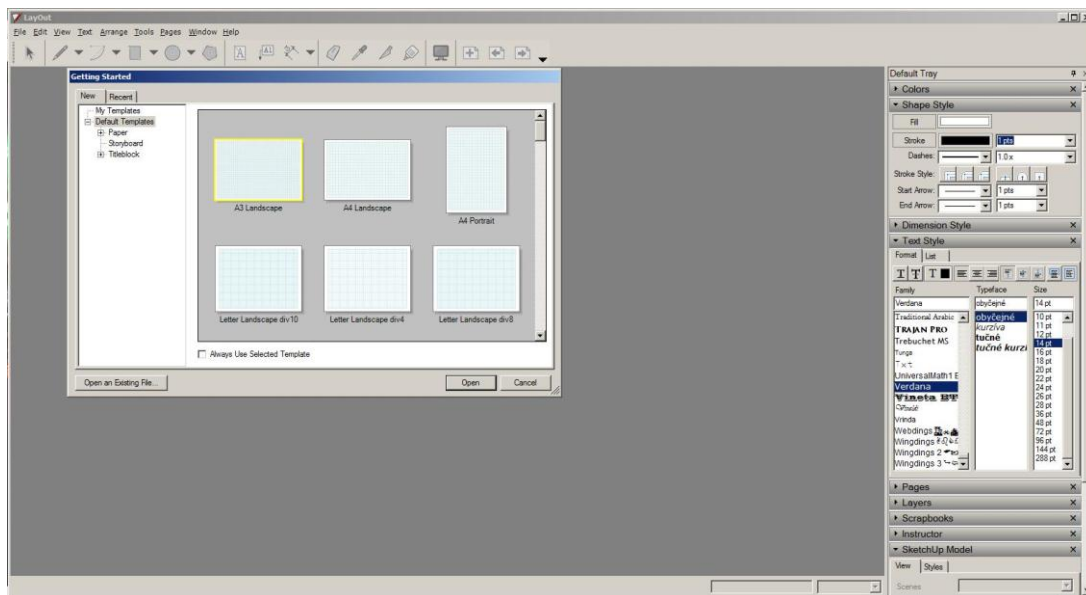 LayOut
File Edit View Text Arrange Tools Pages Window Help
Getting Started
New Recent
My Templates
Default Templates
Paper
Storyboard
Titleblock
A3 Landscape A4 Landscape A4 Portrait
Letter Landscape div10 Letter Landscape div4 Letter Landscape div8
Always Use Selected Template
Open an Existing File... Open Cancel
Default Tray
Colors
Shape Style
Fill
Stroke 1 pts
Dashes: 1.0 x
Stroke Style:
Start Arrow: 1 pts
End Arrow: 1 pts
Dimension Style
Text Style
Format List
Family Typeface Size
Verdana obyčejné 14 pt
Traditional Arabic obyčejné 10 pt
Trajan Pro kurzíva 11 pt
Trebuchet MS tučné 12 pt
Tunga tučné kurzí 14 pt
Txt 16 pt
UniversalMath1 18 pt
Verdana 20 pt
Vineta BT 22 pt
Vivaldi 24 pt
Vrinda 26 pt
Webdings 28 pt
Wingdings 36 pt
Wingdings 2 48 pt
Wingdings 3 72 pt
96 pt
144 pt
288 pt
Pages
Layers
Scrapbooks
Instructor
SketchUp Model
View Styles
Scenes